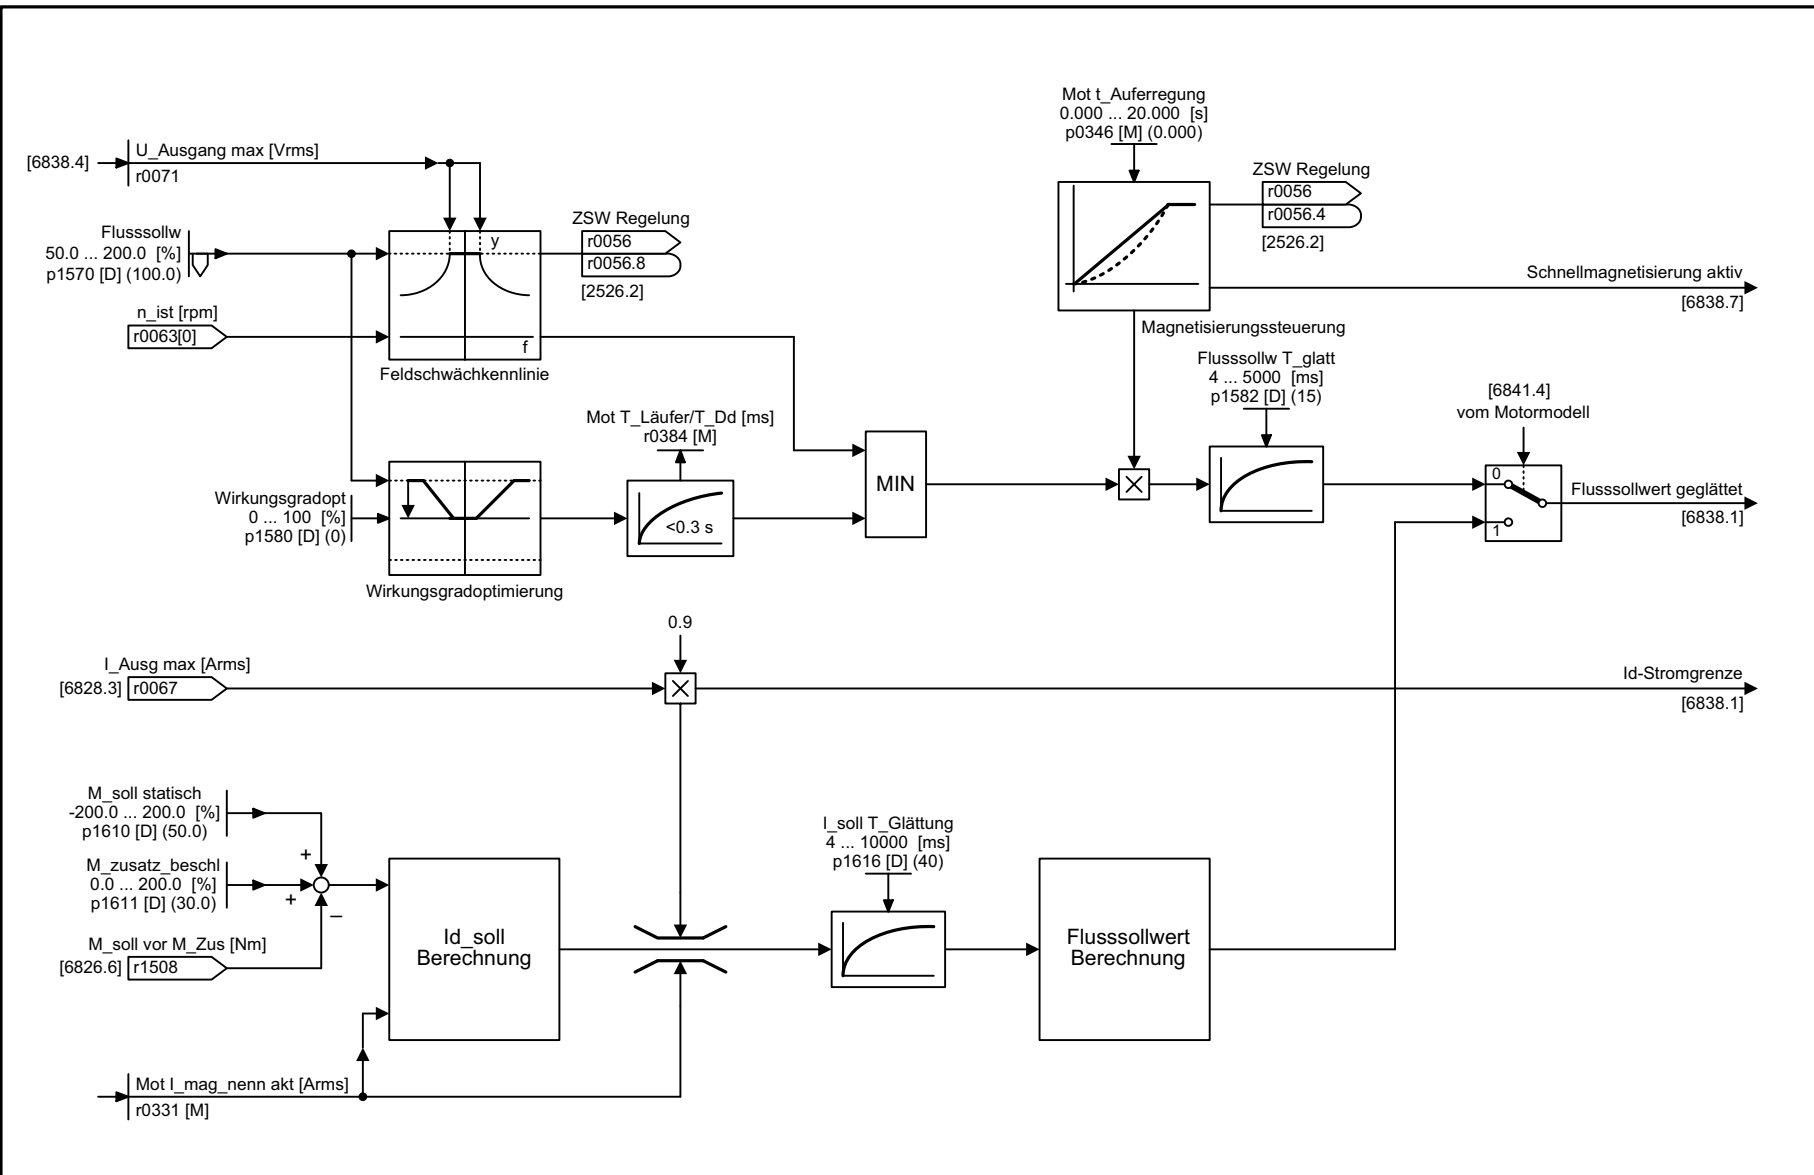 Mot t_Auferregung
0.000 ... 20.000 [s]
p0346 [M] (0.000)
[6838.4]
U_Ausgang max [Vrms]
r0071
ZSW Regelung
r0056
r0056.4
[2526.2]
Flusssollw
50.0 ... 200.0 [%]
p1570 [D] (100.0)
y
f
Feldschwächkennlinie
ZSW Regelung
r0056
r0056.8
[2526.2]
Schnellmagnetisierung aktiv
[6838.7]
n_ist [rpm]
r0063[0]
Magnetisierungssteuerung
Flusssollw T_glatt
4 ... 5000 [ms]
p1582 [D] (15)
[6841.4]
vom Motormodell
Mot T_Läufer/T_Dd [ms]
r0384 [M]
<0.3 s
MIN
0
1
Flusssollwert geglättet
[6838.1]
Wirkungsgradopt
0 ... 100 [%]
p1580 [D] (0)
Wirkungsgradoptimierung
0.9
I_Ausg max [Arms]
[6828.3]
r0067
Id-Stromgrenze
[6838.1]
M_soll statisch
-200.0 ... 200.0 [%]
p1610 [D] (50.0)
+
M_zusatz_beschl
0.0 ... 200.0 [%]
p1611 [D] (30.0)
+
–
M_soll vor M_Zus [Nm]
[6826.6]
r1508
Id_soll
Berechnung
I_soll T_Glättung
4 ... 10000 [ms]
p1616 [D] (40)
Flusssollwert
Berechnung
Mot I_mag_nenn akt [Arms]
r0331 [M]